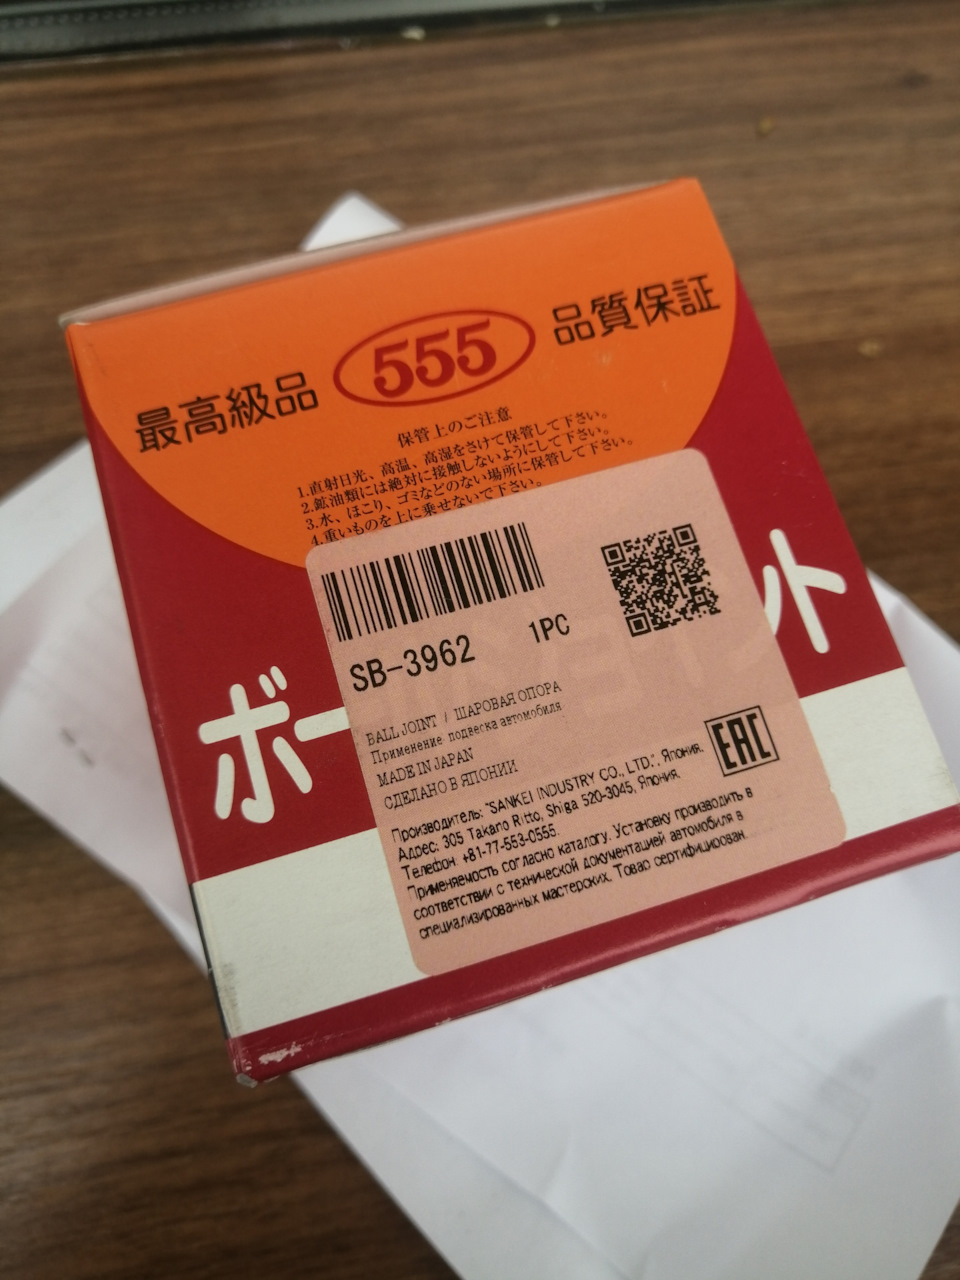 最高級品 555 品質保証
保管上のご注意
1.直射日光、高温、高湿をさけて保管して下さい。
2.鉱油類には絶対に接触しないようにして下さい。
3.水、ほこり、ゴミなどのない場所に保管して下さい。
4.重いものを上に乗せないで下さい。
SB-3962 1PC
BALL JOINT / ШАРОВАЯ ОПОРА
Применение: подвеска автомобиля
MADE IN JAPAN
СДЕЛАНО В ЯПОНИИ
EAC
Производитель: "SANKEI INDUSTRY CO., LTD.", Япония.
Адрес: 305 Takano Ritto, Shiga 520-3045, Япония.
Телефон: +81-77-553-0555.
Применяемость согласно каталогу. Установку производить в
соответствии с технической документацией автомобиля в
специализированных мастерских. Товар сертифицирован.
ボー ント